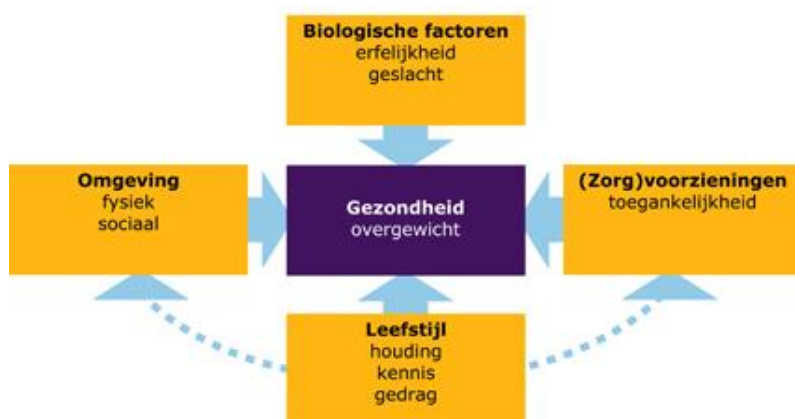 Biologische factoren
erfelijkheid
geslacht
Omgeving
fysiek
sociaal
Gezondheid
overgewicht
(Zorg)voorzieningen
toegankelijkheid
Leefstijl
houding
kennis
gedrag